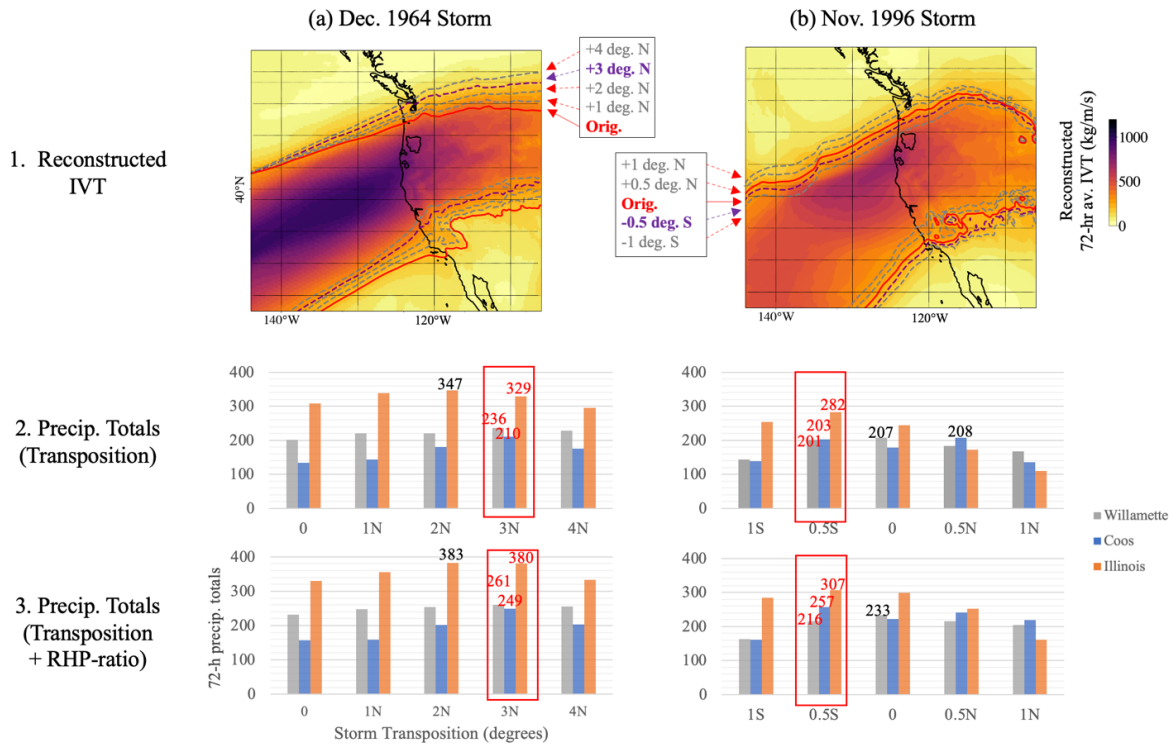 (a) Dec. 1964 Storm
(b) Nov. 1996 Storm
1. Reconstructed
IVT
40°N
140°W
120°W
+4 deg. N
+3 deg. N
+2 deg. N
+1 deg. N
Orig.
+1 deg. N
+0.5 deg. N
Orig.
-0.5 deg. S
-1 deg. S
140°W
120°W
Reconstructed
72-hr av. IVT (kg/m/s)
1000
500
0
2. Precip. Totals
(Transposition)
400
300
200
100
0
347
329
236
210
0
1N
2N
3N
4N
400
300
200
100
0
282
203
201
207
208
1S
0.5S
0
0.5N
1N
Willamette
Coos
Illinois
3. Precip. Totals
(Transposition
+ RHP-ratio)
72-h precip. totals
400
300
200
100
0
383
380
261
249
0
1N
2N
3N
4N
Storm Transposition (degrees)
400
300
200
100
0
307
257
216
233
1S
0.5S
0
0.5N
1N